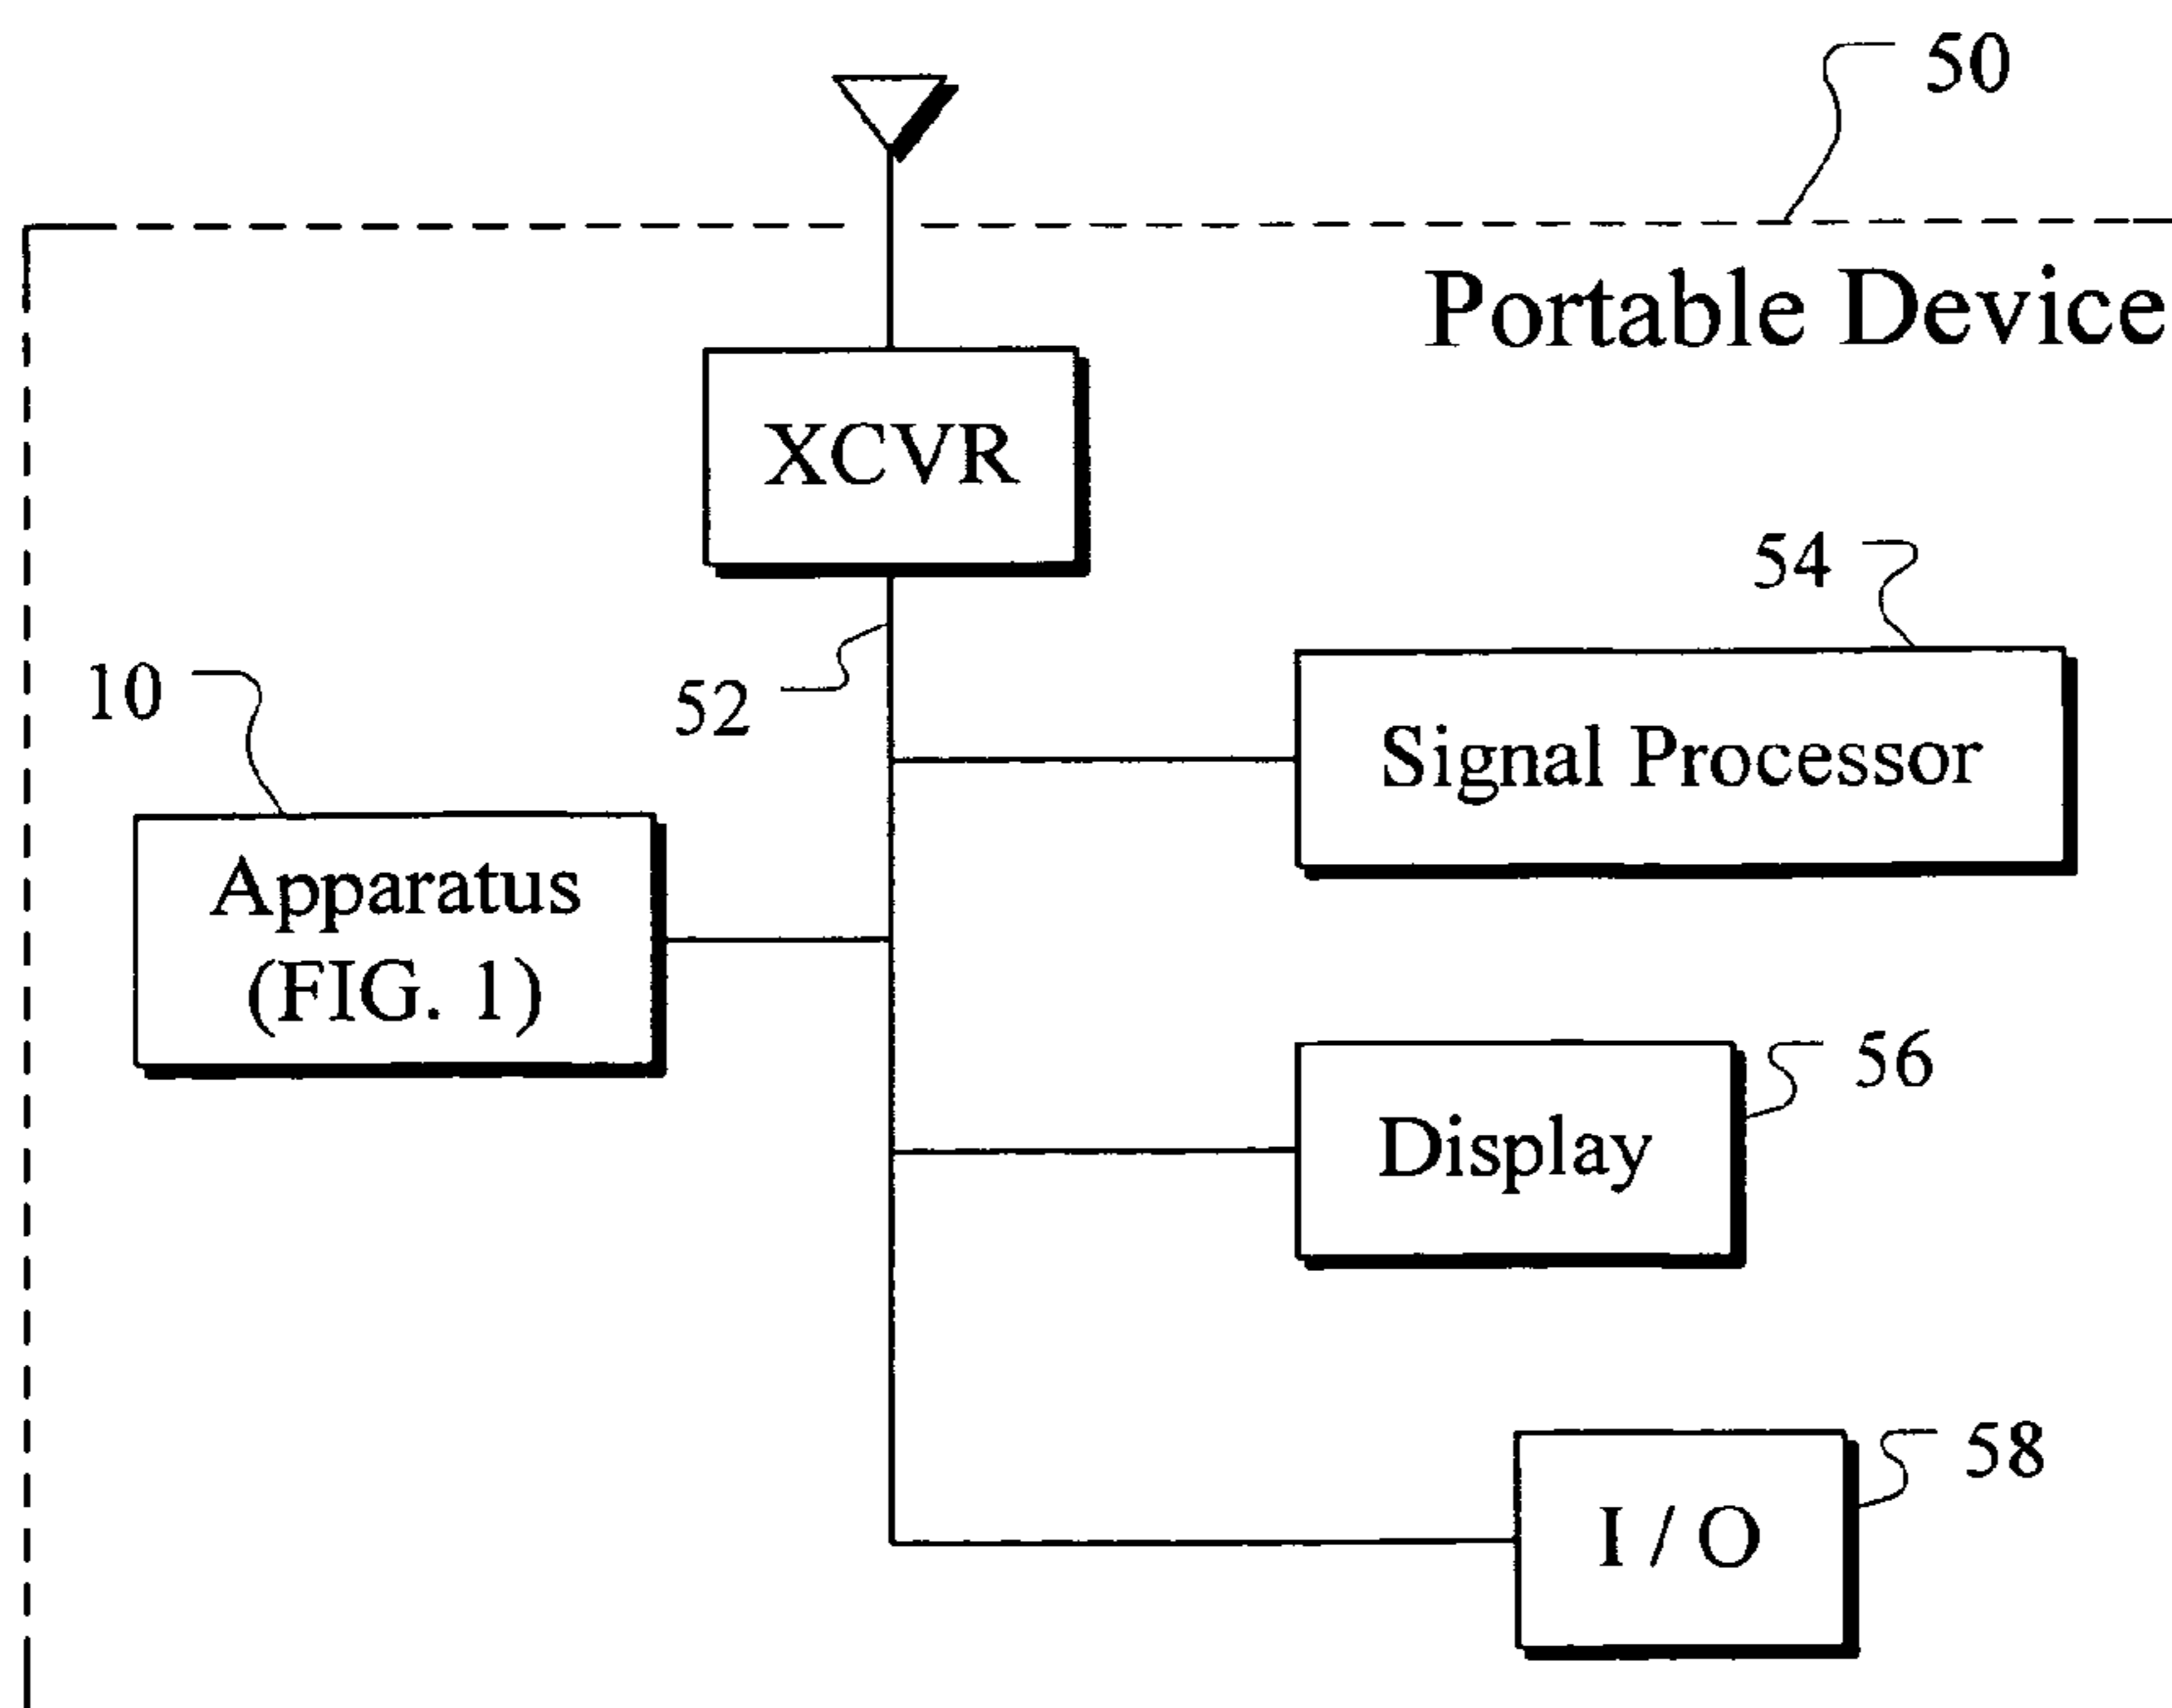 50
Portable Device
XCVR
54
10
52
Signal Processor
Apparatus
(FIG. 1)
56
Display
58
I / O